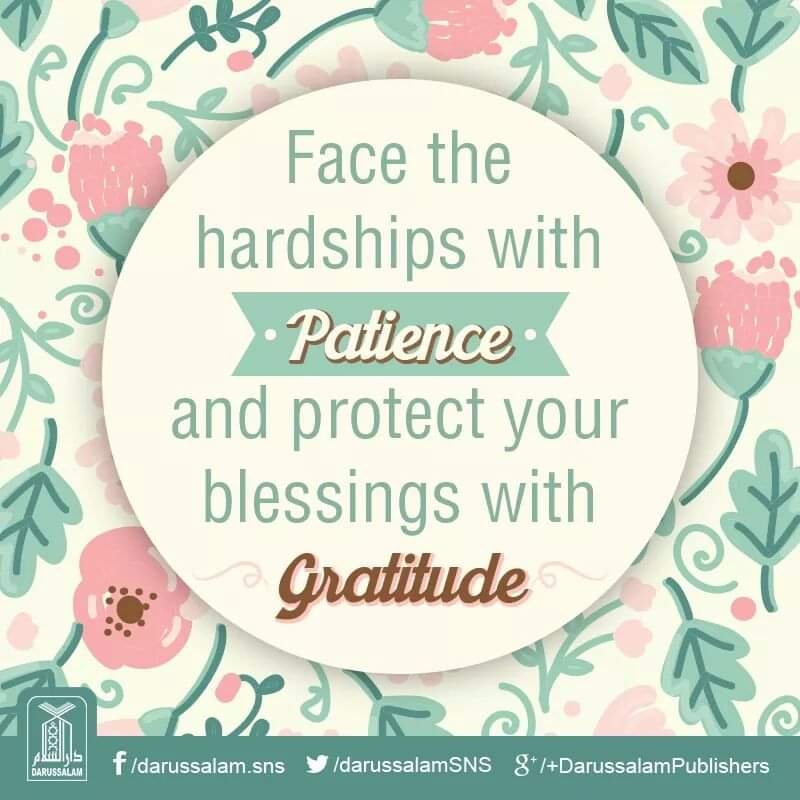 Face the
hardships with
Patience
and protect your
blessings with
Gratitude
دار السلام
DARUSSALAM
f /darussalam.sns /darussalamSNS g+ /+DarussalamPublishers